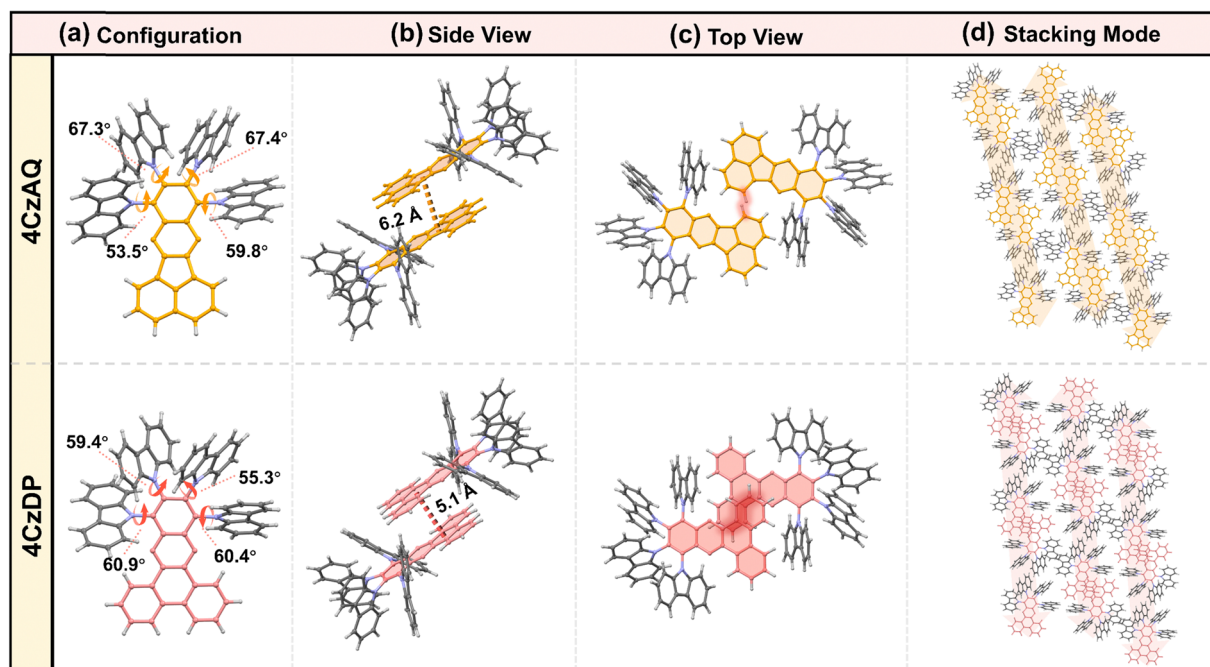 (a) Configuration
(b) Side View
(c) Top View
(d) Stacking Mode
4CzAQ
67.3°
67.4°
53.5°
59.8°
6.2 Å
4CzDP
59.4°
55.3°
60.9°
60.4°
5.1 Å